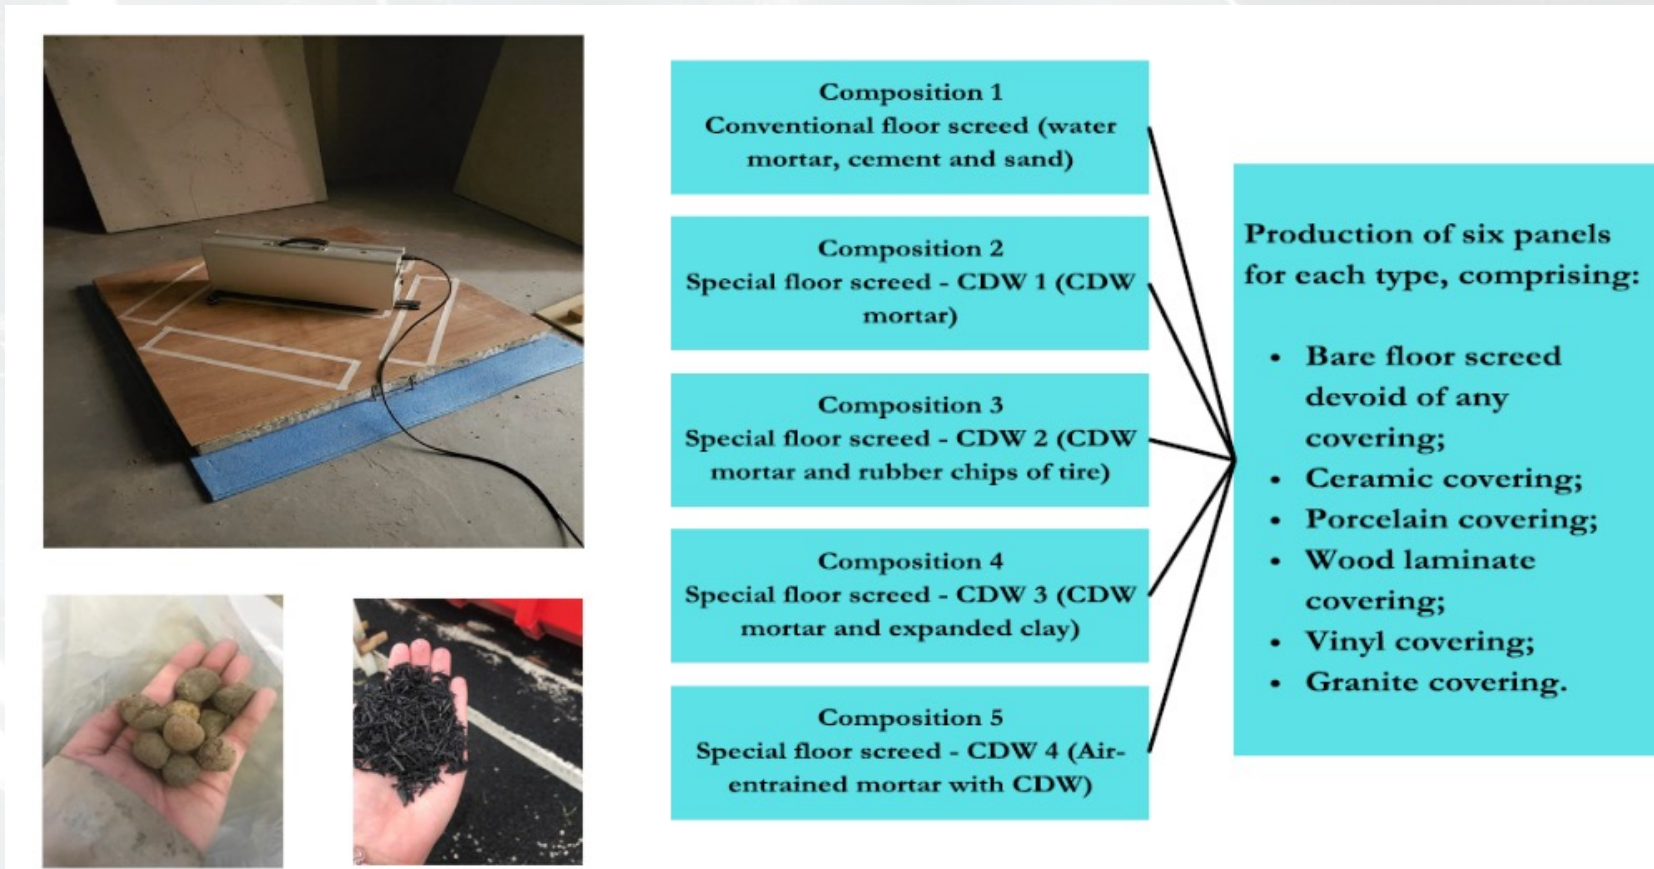 Composition 1
Conventional floor screed (water
mortar, cement and sand)
Composition 2
Special floor screed - CDW 1 (CDW
mortar)
Composition 3
Special floor screed - CDW 2 (CDW
mortar and rubber chips of tire)
Composition 4
Special floor screed - CDW 3 (CDW
mortar and expanded clay)
Composition 5
Special floor screed - CDW 4 (Air-
entrained mortar with CDW)
Production of six panels
for each type, comprising:
• Bare floor screed
devoid of any
covering;
• Ceramic covering;
• Porcelain covering;
• Wood laminate
covering;
• Vinyl covering;
• Granite covering.